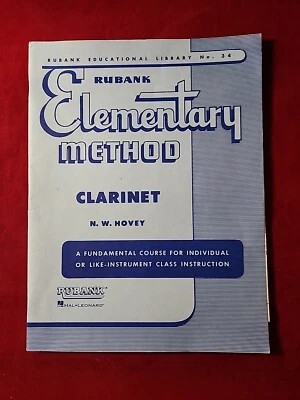 RUBANK EDUCATIONAL LIBRARY No. 34
RUBANK
Elementary
METHOD
CLARINET
N. W. HOVEY
A FUNDAMENTAL COURSE FOR INDIVIDUAL
OR LIKE-INSTRUMENT CLASS INSTRUCTION
RUBANK®
HAL•LEONARD®